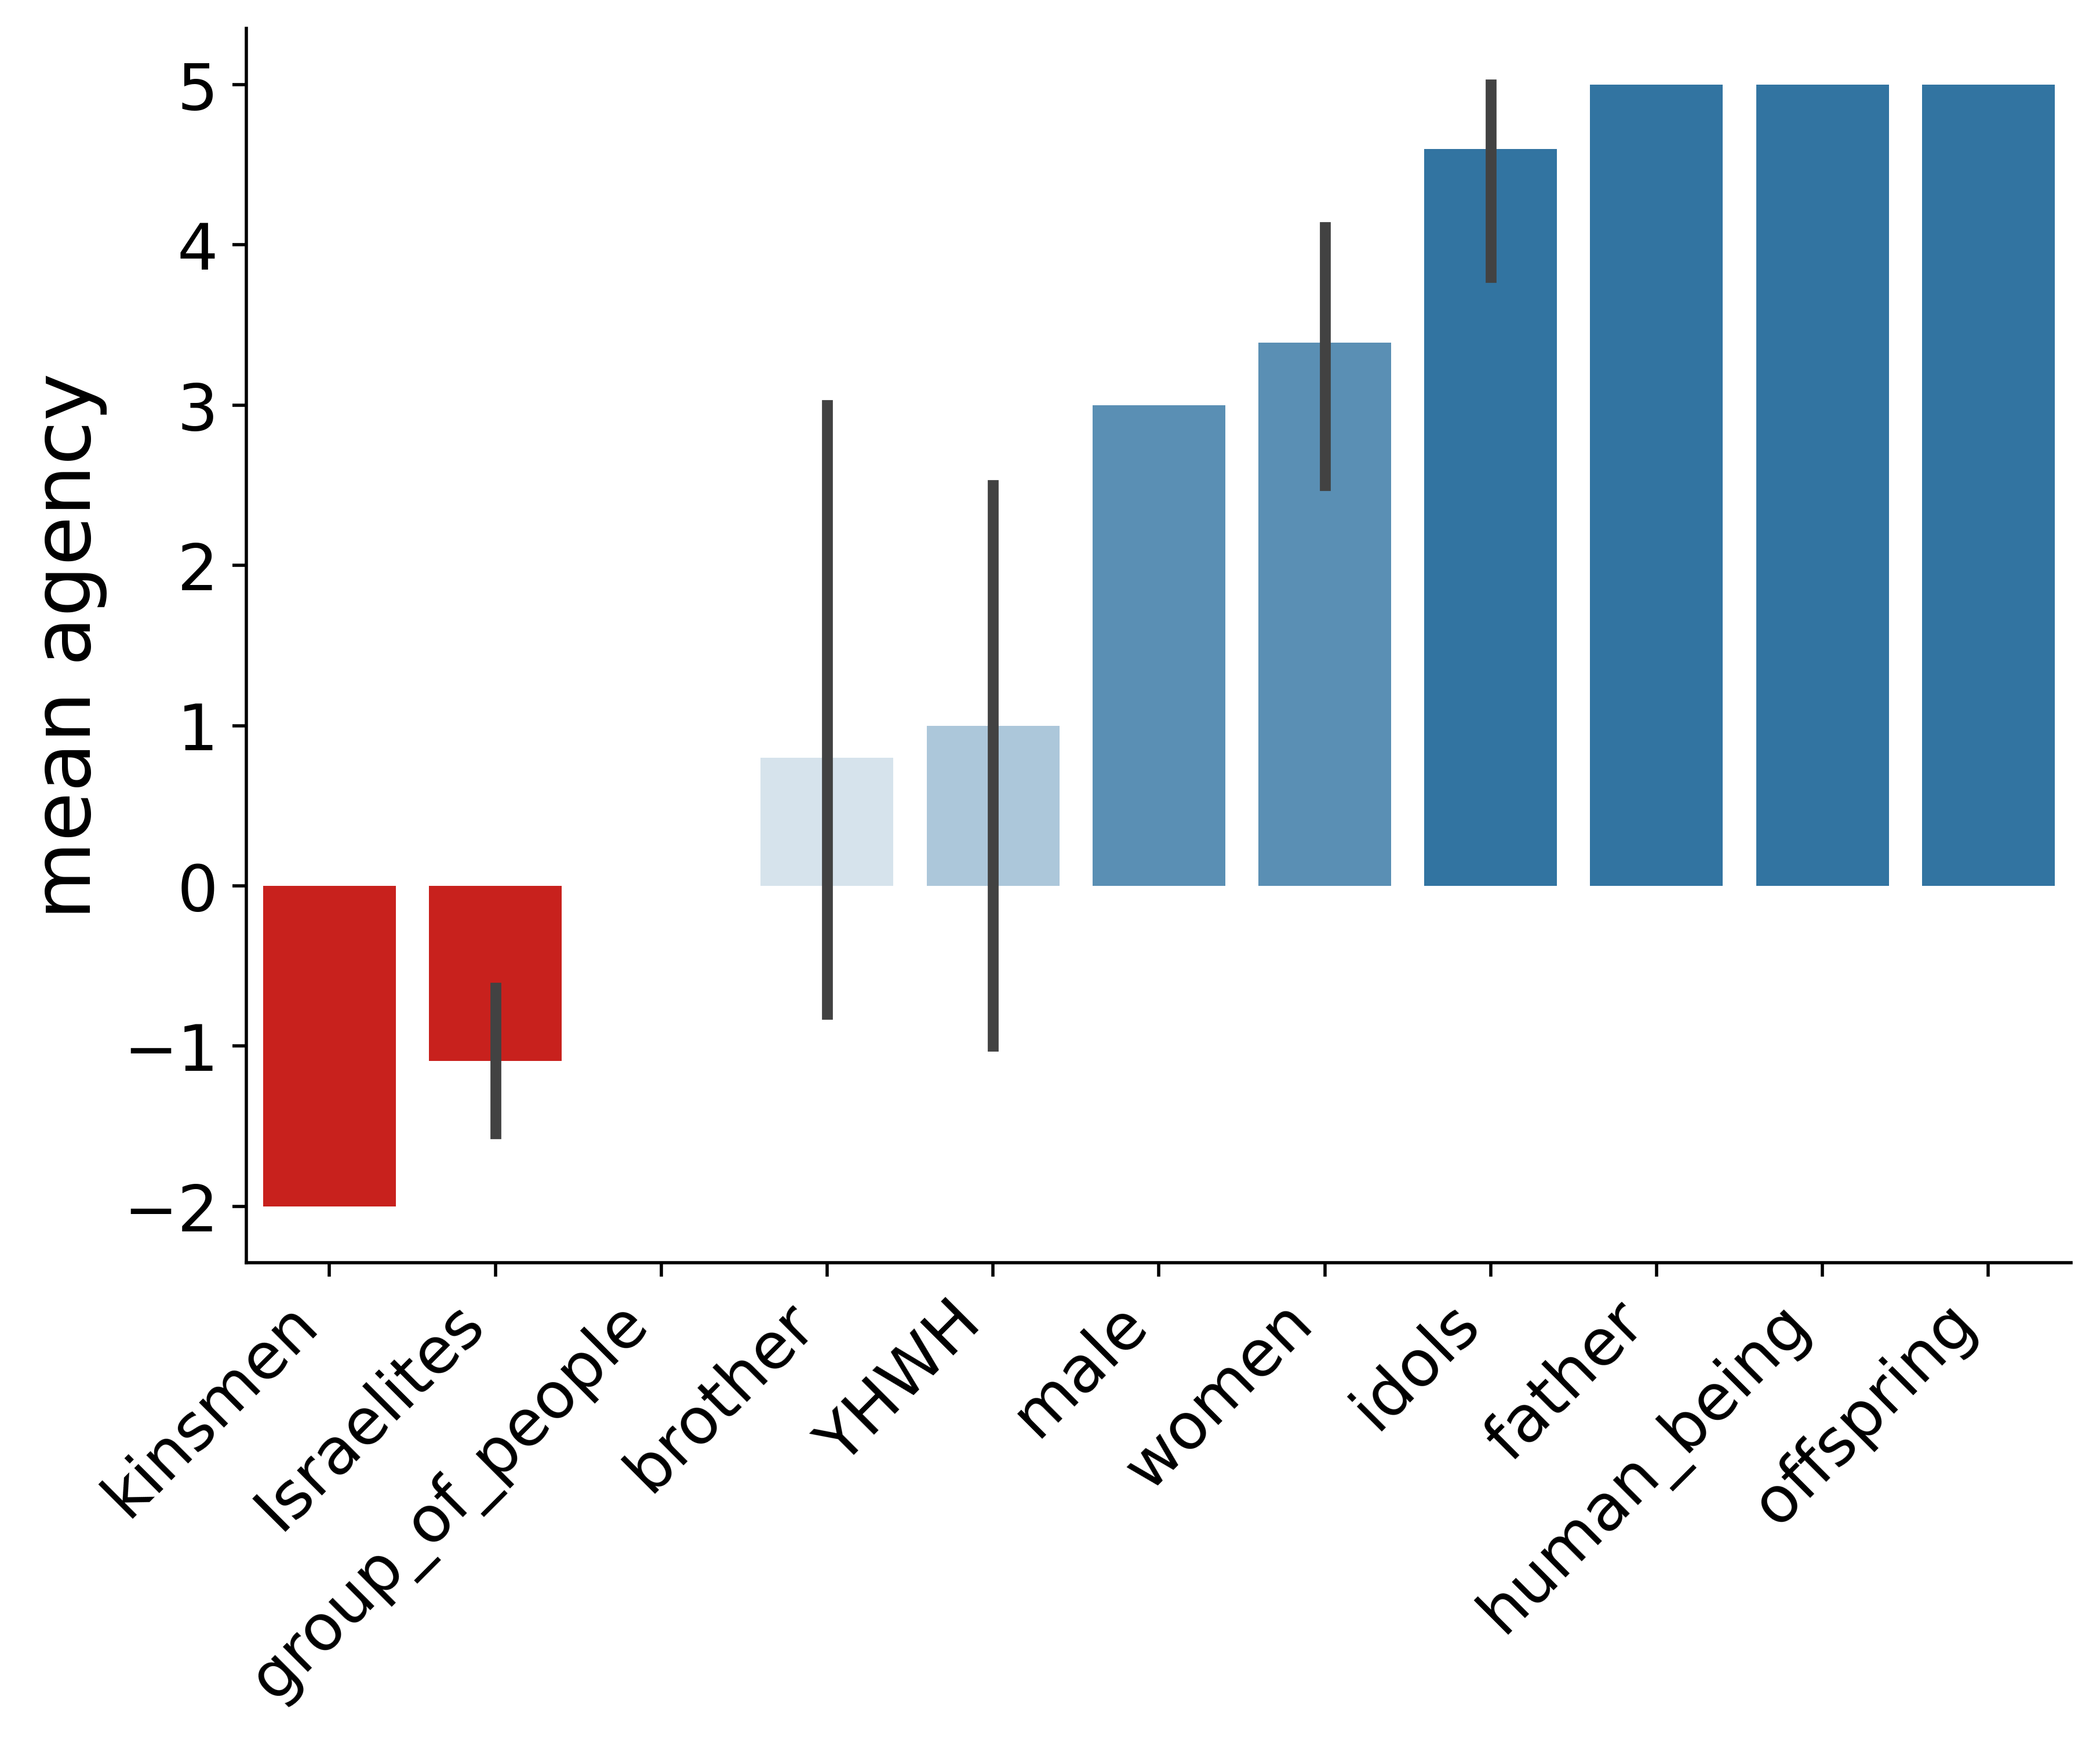 mean agency
5
4
3
2
1
0
−1
−2
kinsmen
Israelites
group_of_people
brother
YHWH
male
women
idols
father
human_being
offspring